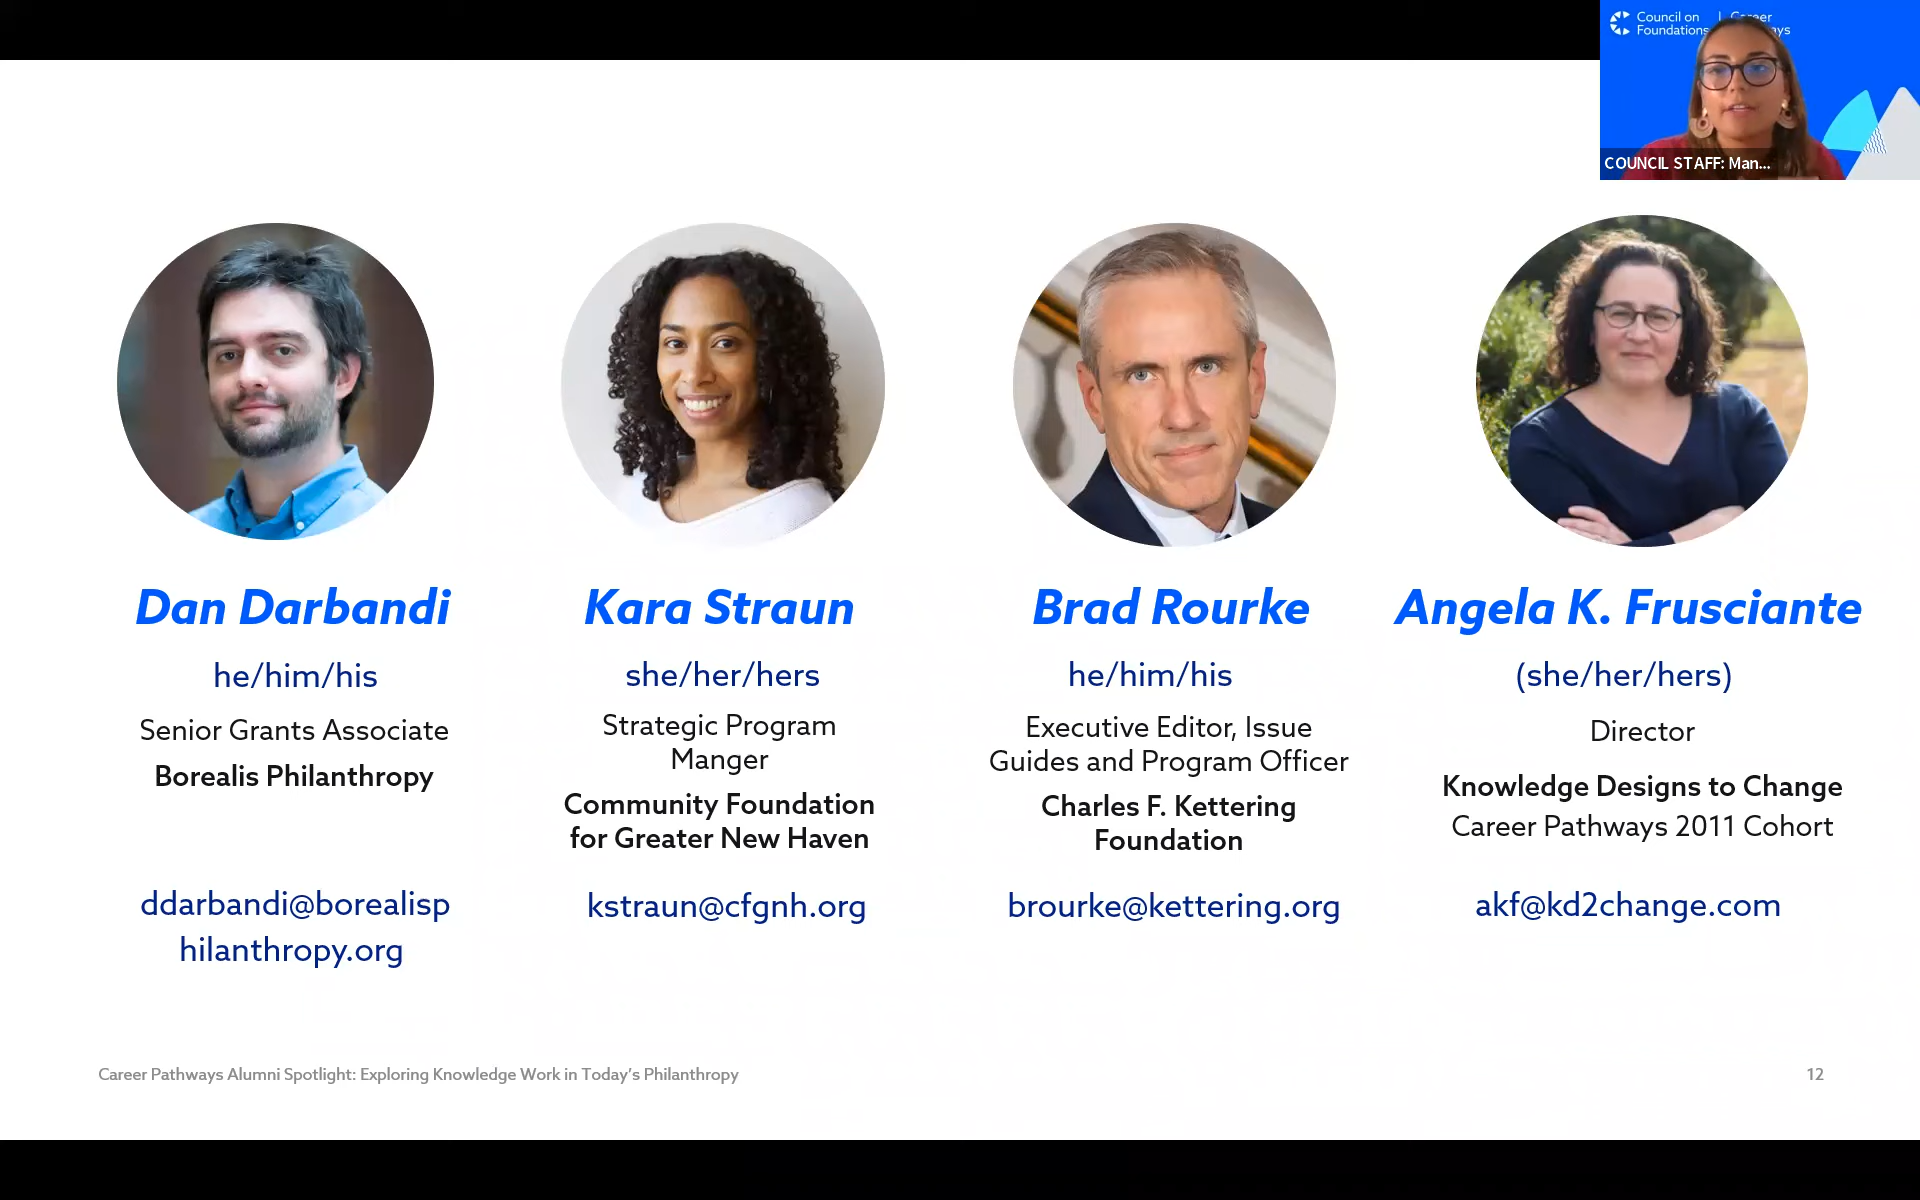 Council on
Foundations
| Career
COUNCIL STAFF: Man...
Dan Darbandi
he/him/his
Senior Grants Associate
Borealis Philanthropy
ddarbandi@borealisp
hilanthropy.org
Kara Straun
she/her/hers
Strategic Program
Manger
Community Foundation
for Greater New Haven
kstraun@cfgnh.org
Brad Rourke
he/him/his
Executive Editor, Issue
Guides and Program Officer
Charles F. Kettering
Foundation
brourke@kettering.org
Angela K. Frusciante
(she/her/hers)
Director
Knowledge Designs to Change
Career Pathways 2011 Cohort
akf@kd2change.com
Career Pathways Alumni Spotlight: Exploring Knowledge Work in Today's Philanthropy
12